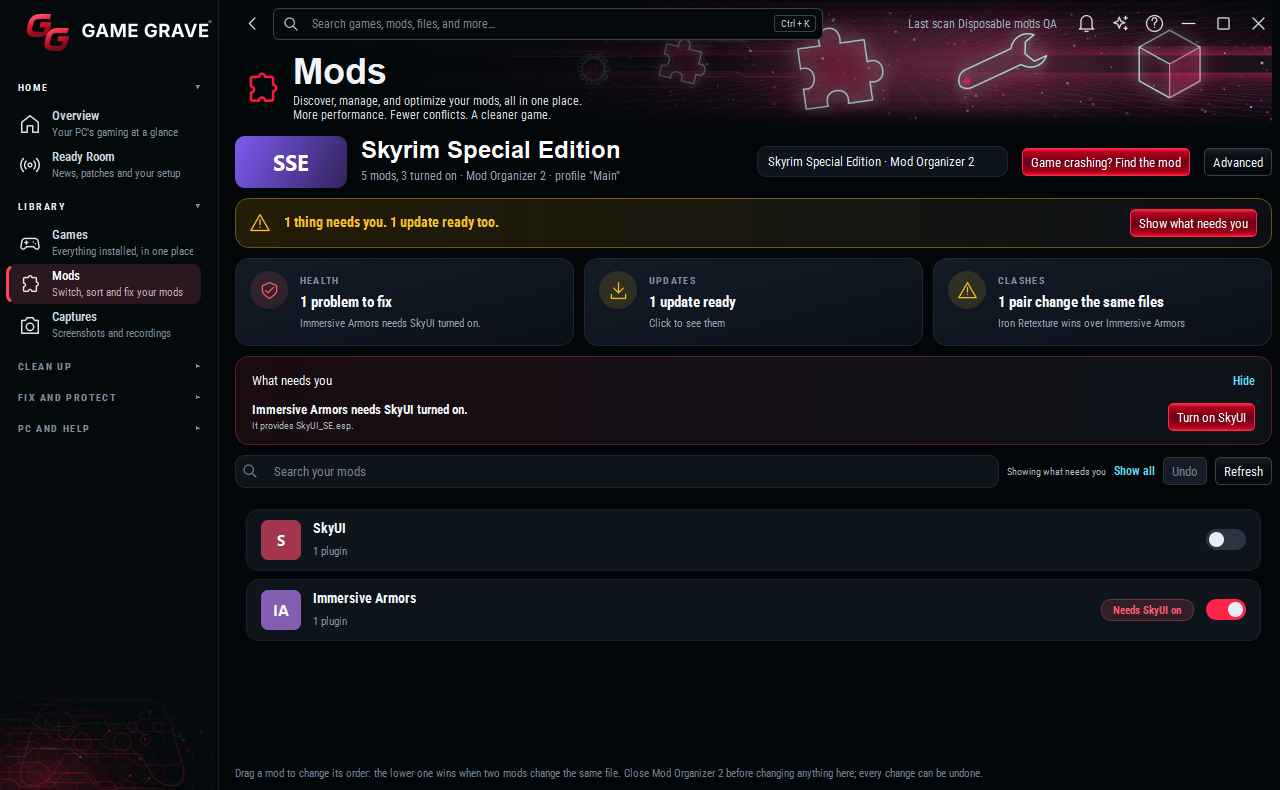 GAME GRAVE
Search games, mods, files, and more...
Ctrl + K
Last scan Disposable mods QA
HOME
Overview
Your PC's gaming at a glance
Ready Room
News, patches and your setup
LIBRARY
Games
Everything installed, in one place
Mods
Switch, sort and fix your mods
Captures
Screenshots and recordings
CLEAN UP
FIX AND PROTECT
PC AND HELP
Mods
Discover, manage, and optimize your mods, all in one place.
More performance. Fewer conflicts. A cleaner game.
SSE
Skyrim Special Edition
5 mods, 3 turned on · Mod Organizer 2 · profile "Main"
Skyrim Special Edition · Mod Organizer 2
Game crashing? Find the mod
Advanced
1 thing needs you. 1 update ready too.
Show what needs you
HEALTH
1 problem to fix
Immersive Armors needs SkyUI turned on.
UPDATES
1 update ready
Click to see them
CLASHES
1 pair change the same files
Iron Retexture wins over Immersive Armors
What needs you
Hide
Immersive Armors needs SkyUI turned on.
It provides SkyUI_SE.esp.
Turn on SkyUI
Search your mods
Showing what needs you
Show all
Undo
Refresh
S
SkyUI
1 plugin
IA
Immersive Armors
1 plugin
Needs SkyUI on
Drag a mod to change its order: the lower one wins when two mods change the same file. Close Mod Organizer 2 before changing anything here; every change can be undone.